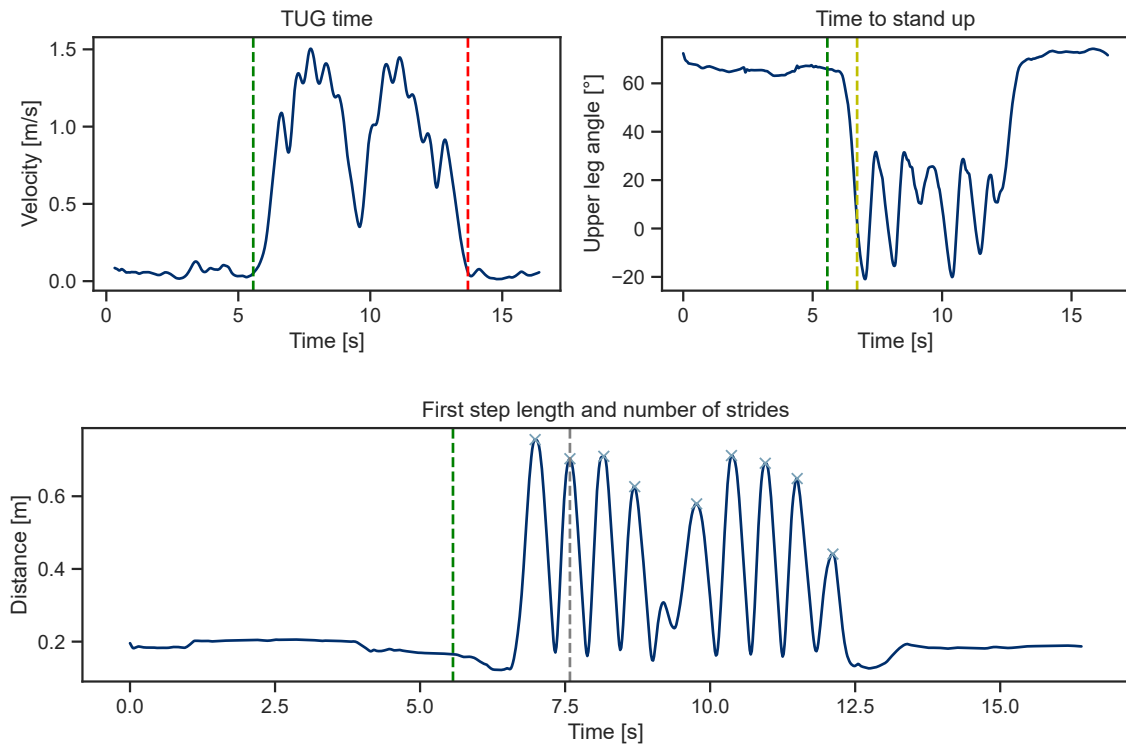 TUG time
Velocity [m/s]
1.5
1.0
0.5
0.0
0 5 10 15
Time [s]
Time to stand up
Upper leg angle [°]
60
40
20
0
−20
0 5 10 15
Time [s]
First step length and number of strides
Distance [m]
0.6
0.4
0.2
0.0 2.5 5.0 7.5 10.0 12.5 15.0
Time [s]